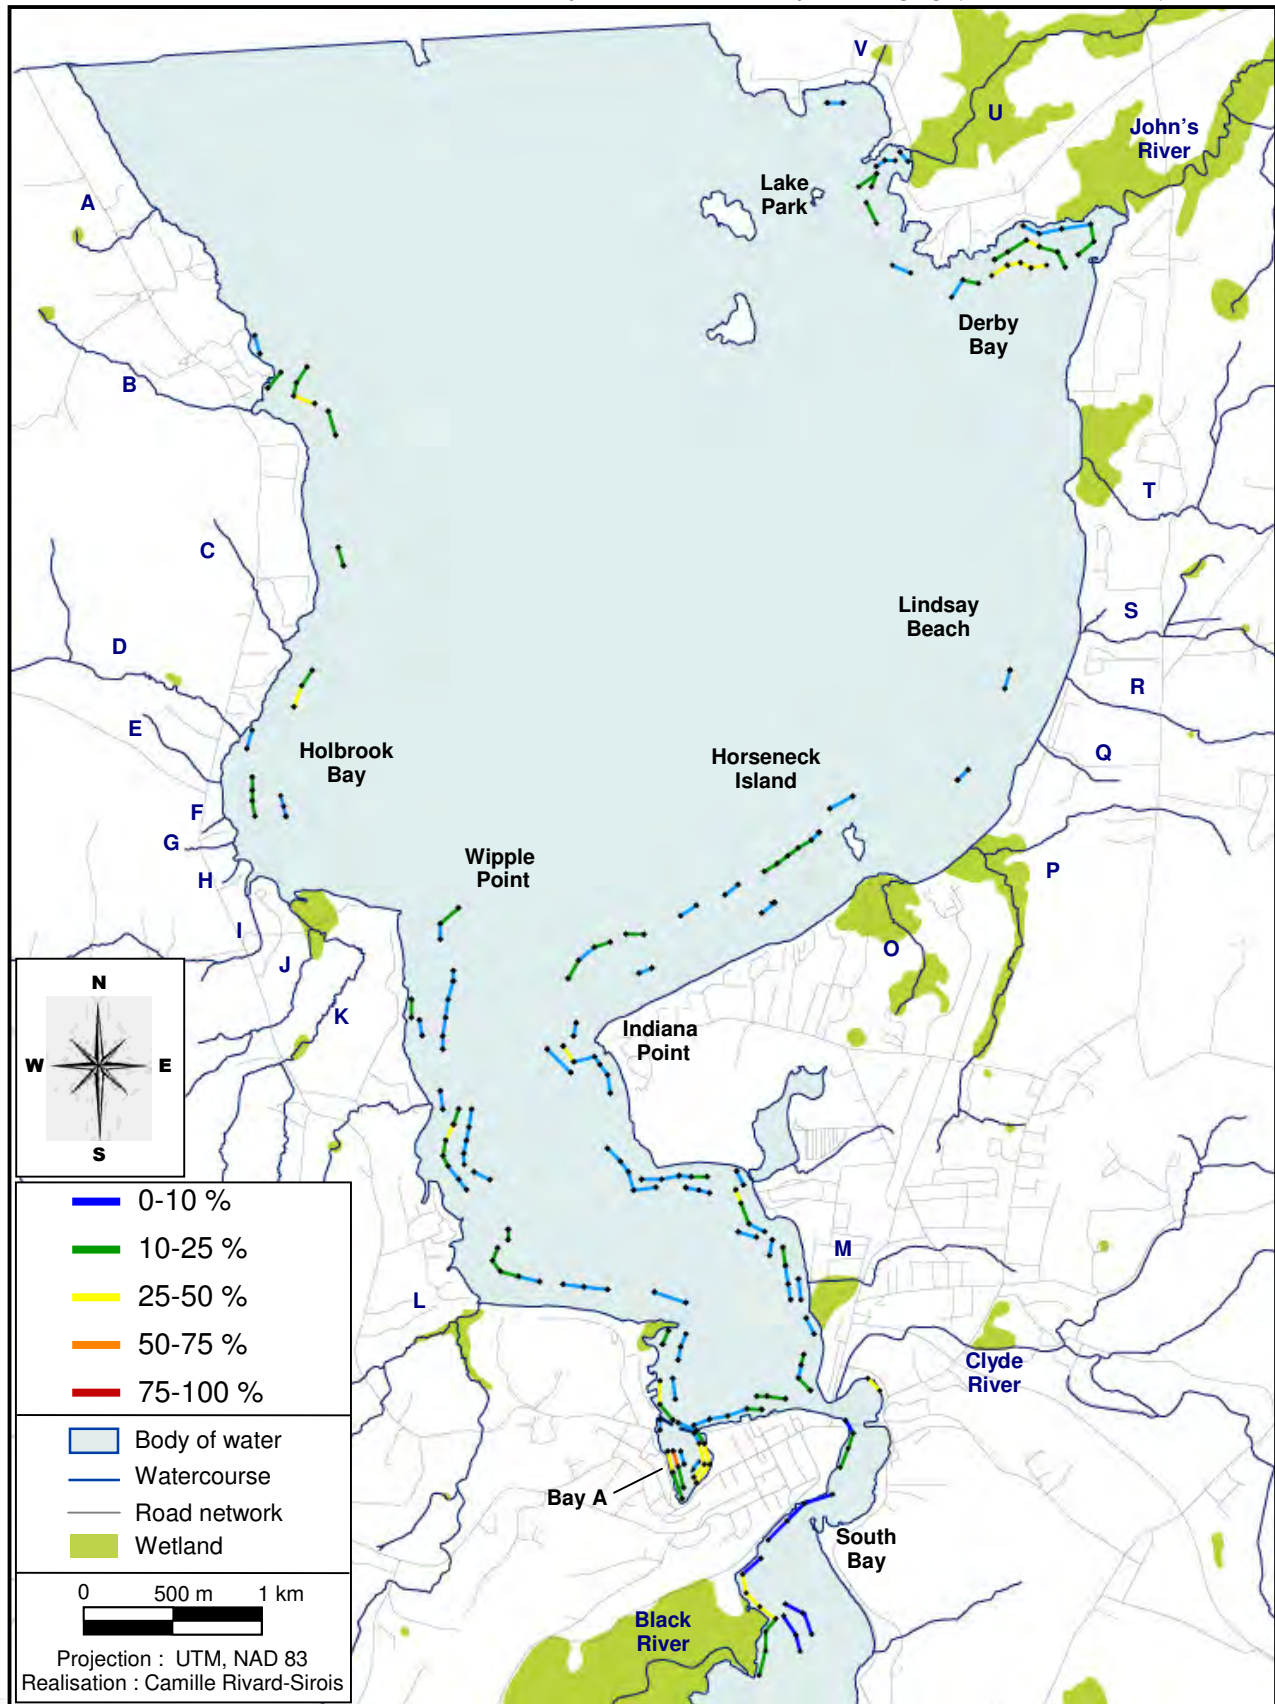 V
U
John's
River
Lake
Park
A
Derby
Bay
B
T
C
Lindsay
Beach
S
D
R
E
Holbrook
Bay
Horseneck
Island
Q
F
G
Wipple
Point
H
P
I
O
J
N
K
Indiana
Point
W
E
S
0-10 %
10-25 %
25-50 %
50-75 %
75-100 %
M
L
Clyde
River
Body of water
Watercourse
Road network
Wetland
Bay A
South
Bay
0 500 m 1 km
Black
River
Projection : UTM, NAD 83
Realisation : Camille Rivard-Sirois